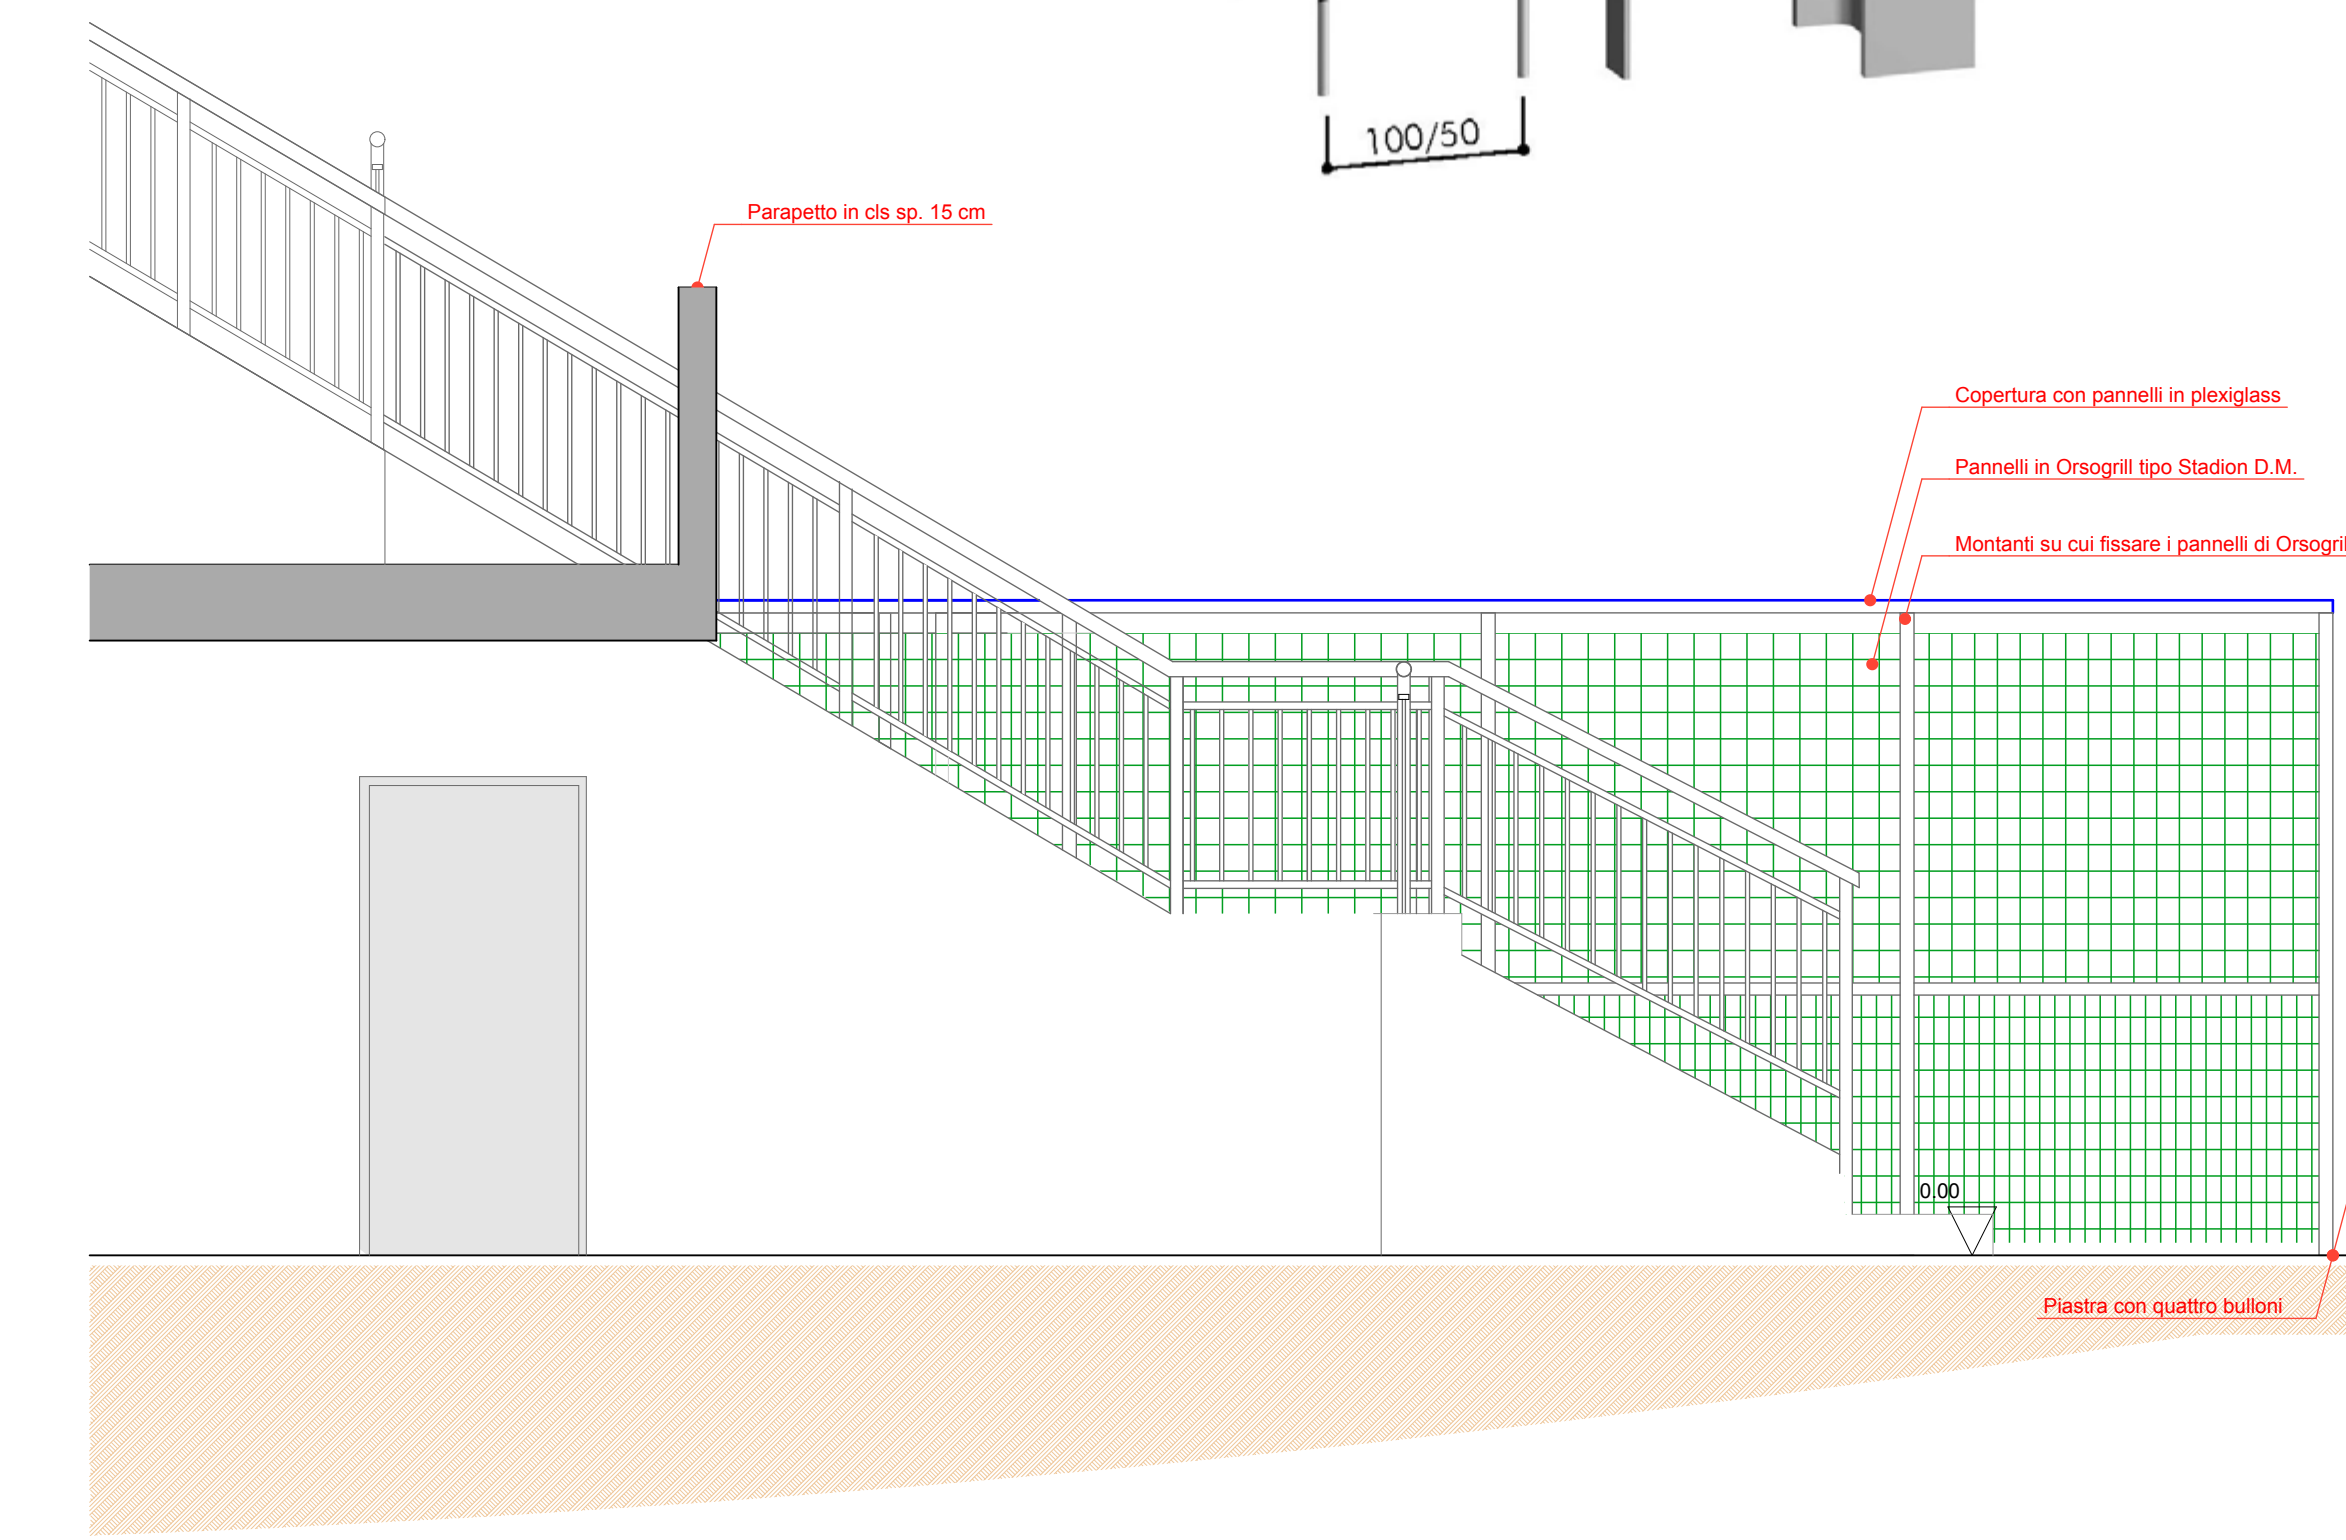 100/50
Parapetto in cls sp. 15 cm
Copertura con pannelli in plexiglass
Pannelli in Orsogrill tipo Stadion D.M.
Montanti su cui fissare i pannelli di Orsogril
0.00
Piastra con quattro bulloni